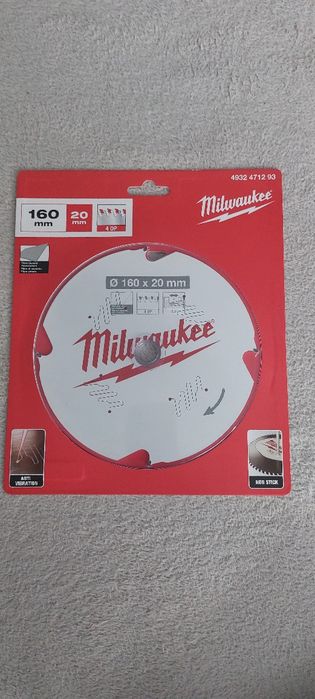 4932 4712 93
160
mm
20
mm
4 DP
Milwaukee
Ø 160 x 20 mm
Milwaukee
ANTI
VIBRATION
NON STICK